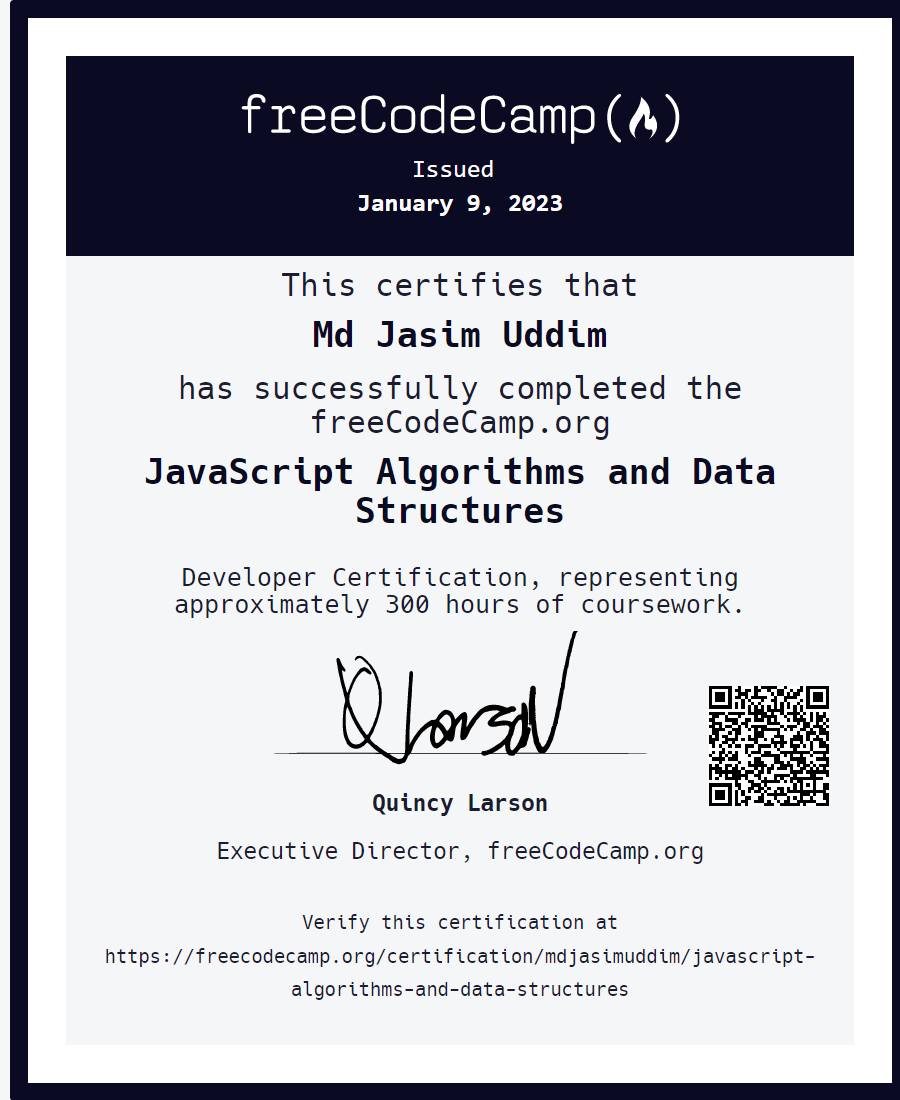 freeCodeCamp(🔥)
Issued
January 9, 2023
This certifies that
Md Jasim Uddim
has successfully completed the
freeCodeCamp.org
JavaScript Algorithms and Data
Structures
Developer Certification, representing
approximately 300 hours of coursework.
Q Larson
Quincy Larson
Executive Director, freeCodeCamp.org
Verify this certification at
https://freecodecamp.org/certification/mdjasimuddim/javascript-
algorithms-and-data-structures